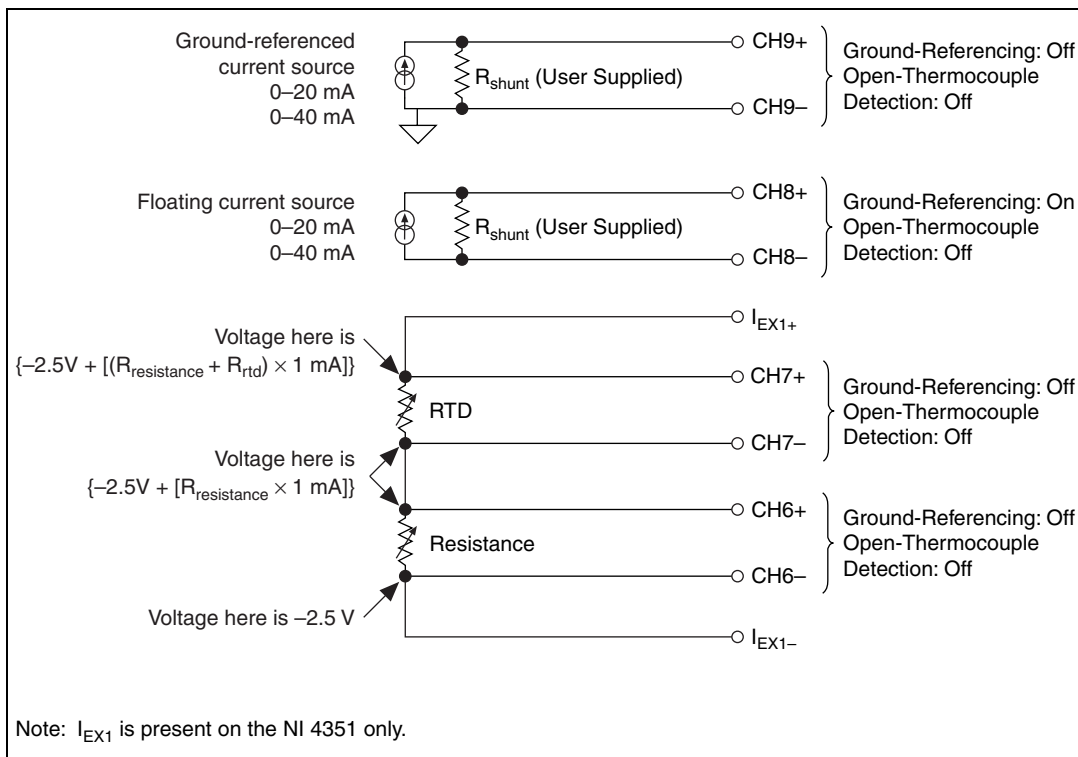 Ground-referenced
current source
0–20 mA
0–40 mA
R_shunt (User Supplied)
CH9+
CH9–
Ground-Referencing: Off
Open-Thermocouple
Detection: Off
Floating current source
0–20 mA
0–40 mA
R_shunt (User Supplied)
CH8+
CH8–
Ground-Referencing: On
Open-Thermocouple
Detection: Off
I_EX1+
Voltage here is
{–2.5V + [(R_resistance + R_rtd) × 1 mA]}
RTD
CH7+
CH7–
Ground-Referencing: Off
Open-Thermocouple
Detection: Off
Voltage here is
{–2.5V + [R_resistance × 1 mA]}
Resistance
CH6+
CH6–
Ground-Referencing: Off
Open-Thermocouple
Detection: Off
Voltage here is –2.5 V
I_EX1–
Note: I_EX1 is present on the NI 4351 only.